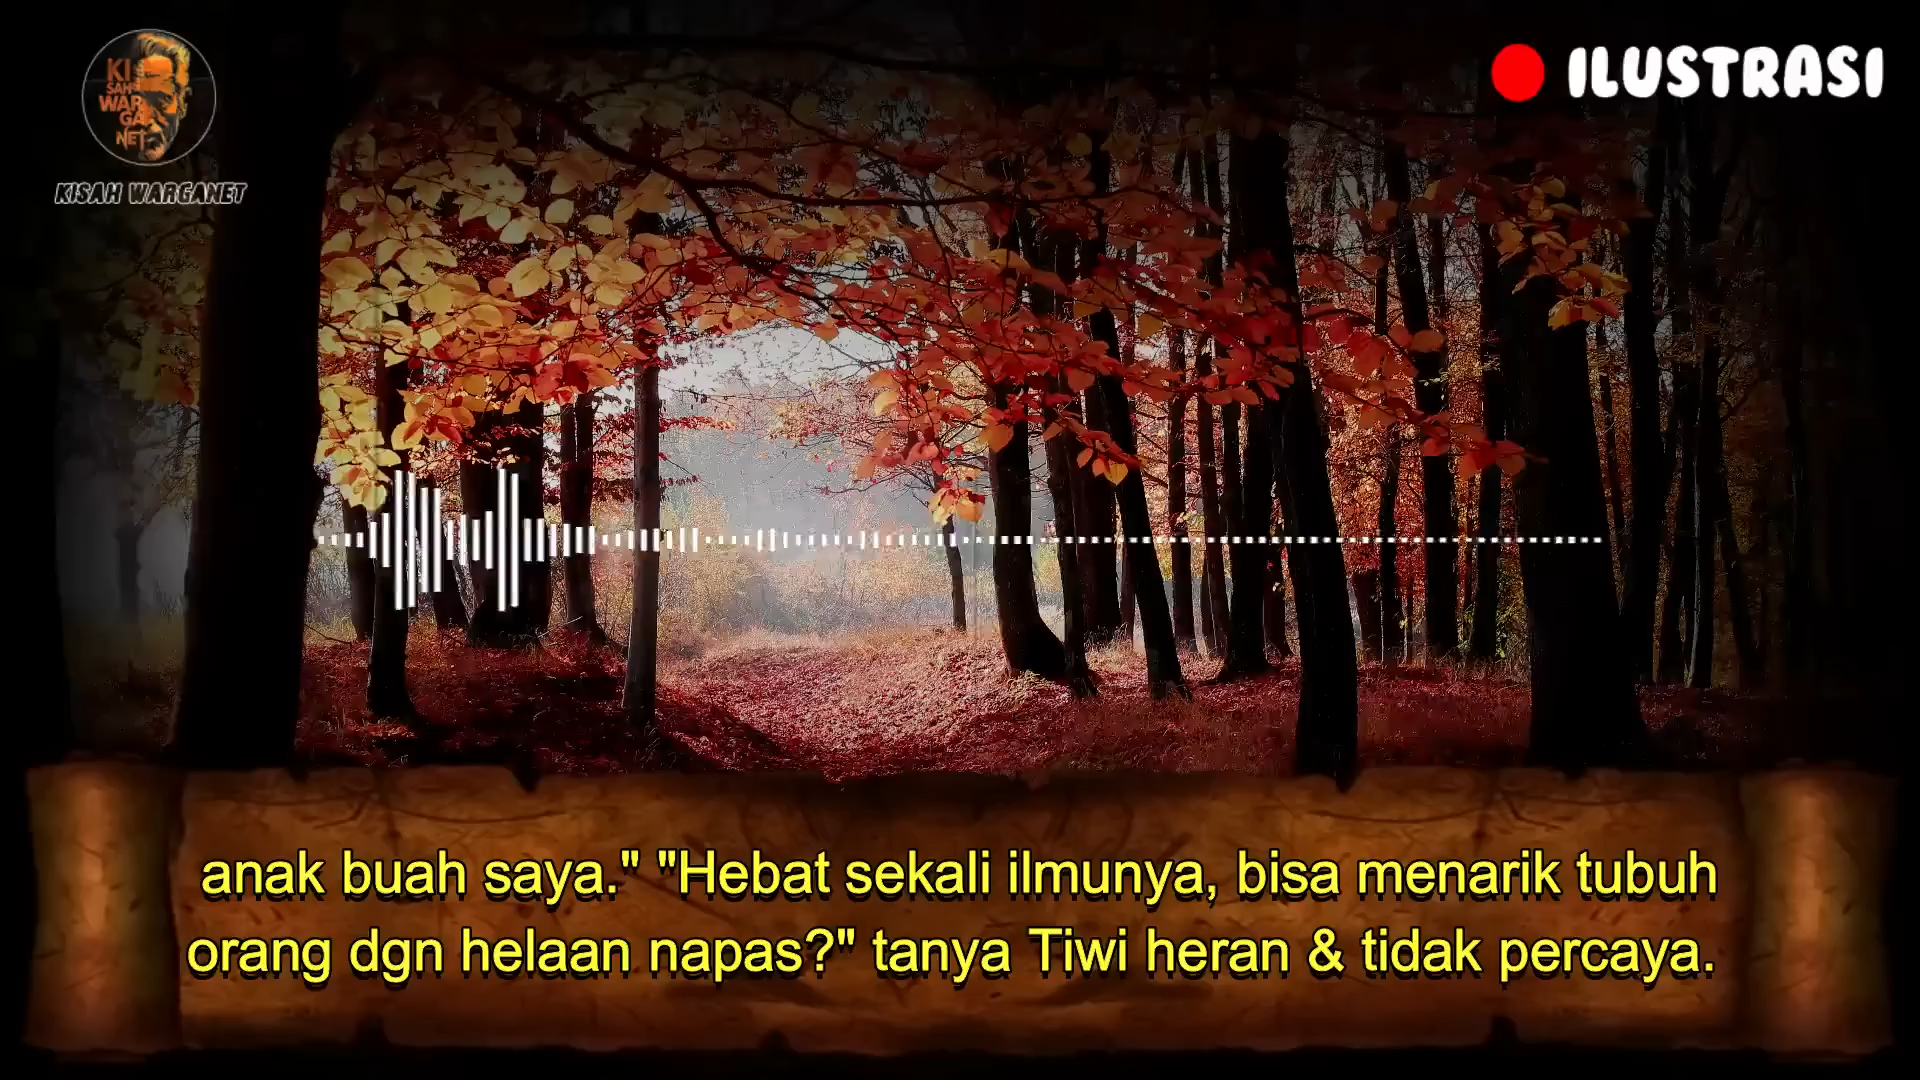 KI
SAH
WAR
GA
NET
KISAH WARGANET
ILUSTRASI
anak buah saya." "Hebat sekali ilmunya, bisa menarik tubuh
orang dgn helaan napas?" tanya Tiwi heran & tidak percaya.